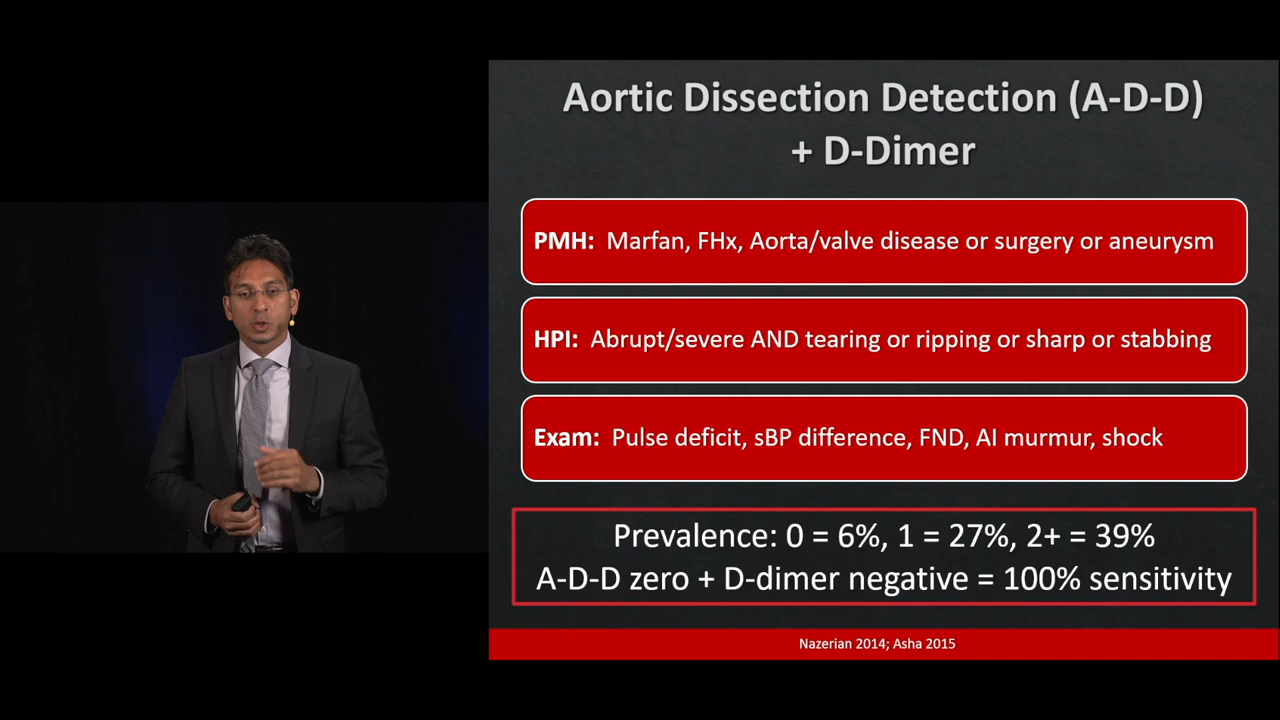 Aortic Dissection Detection (A-D-D)
+ D-Dimer
PMH: Marfan, FHx, Aorta/valve disease or surgery or aneurysm
HPI: Abrupt/severe AND tearing or ripping or sharp or stabbing
Exam: Pulse deficit, sBP difference, FND, AI murmur, shock
Prevalence: 0 = 6%, 1 = 27%, 2+ = 39%
A-D-D zero + D-dimer negative = 100% sensitivity
Nazerian 2014; Asha 2015